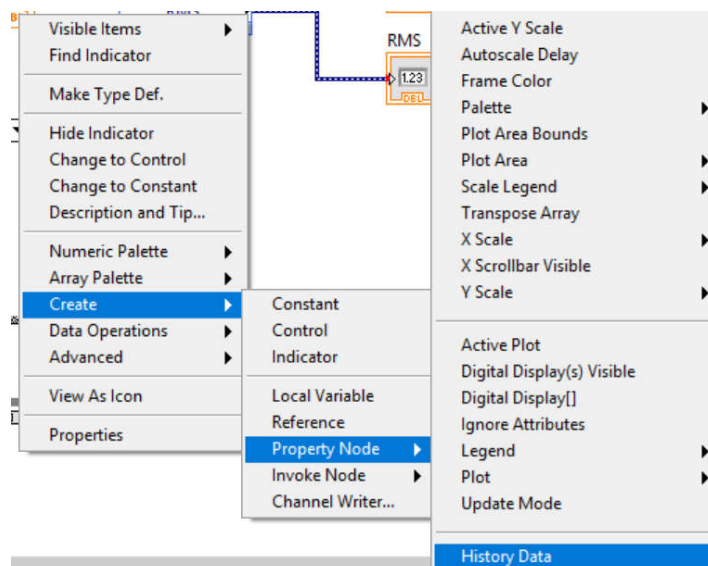 Visible Items
Find Indicator
Make Type Def.
Hide Indicator
Change to Control
Change to Constant
Description and Tip...
Numeric Palette
Array Palette
Create
Data Operations
Advanced
View As Icon
Properties
Constant
Control
Indicator
Local Variable
Reference
Property Node
Invoke Node
Channel Writer...
RMS
1.23
DBL
Active Y Scale
Autoscale Delay
Frame Color
Palette
Plot Area Bounds
Plot Area
Scale Legend
Transpose Array
X Scale
X Scrollbar Visible
Y Scale
Active Plot
Digital Display(s) Visible
Digital Display[]
Ignore Attributes
Legend
Plot
Update Mode
History Data